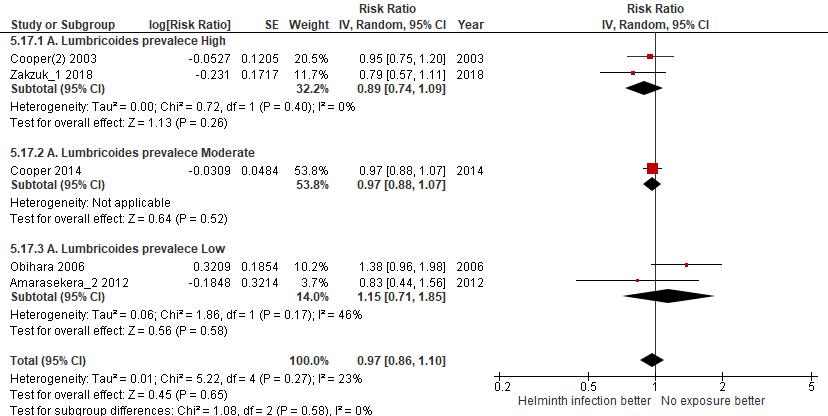 Risk Ratio Risk Ratio
Study or Subgroup log[Risk Ratio] SE Weight IV, Random, 95% CI Year IV, Random, 95% CI
5.17.1 A. Lumbricoides prevalece High
Cooper(2) 2003 -0.0527 0.1205 20.5% 0.95 [0.75, 1.20] 2003
Zakzuk_1 2018 -0.231 0.1717 11.7% 0.79 [0.57, 1.11] 2018
Subtotal (95% CI) 32.2% 0.89 [0.74, 1.09]
Heterogeneity: Tau² = 0.00; Chi² = 0.72, df = 1 (P = 0.40); I² = 0%
Test for overall effect: Z = 1.13 (P = 0.26)
5.17.2 A. Lumbricoides prevalece Moderate
Cooper 2014 -0.0309 0.0484 53.8% 0.97 [0.88, 1.07] 2014
Subtotal (95% CI) 53.8% 0.97 [0.88, 1.07]
Heterogeneity: Not applicable
Test for overall effect: Z = 0.64 (P = 0.52)
5.17.3 A. Lumbricoides prevalece Low
Obihara 2006 0.3209 0.1854 10.2% 1.38 [0.96, 1.98] 2006
Amarasekera_2 2012 -0.1848 0.3214 3.7% 0.83 [0.44, 1.56] 2012
Subtotal (95% CI) 14.0% 1.15 [0.71, 1.85]
Heterogeneity: Tau² = 0.06; Chi² = 1.86, df = 1 (P = 0.17); I² = 46%
Test for overall effect: Z = 0.56 (P = 0.58)
Total (95% CI) 100.0% 0.97 [0.86, 1.10]
Heterogeneity: Tau² = 0.01; Chi² = 5.22, df = 4 (P = 0.27); I² = 23%
Test for overall effect: Z = 0.45 (P = 0.65)
Test for subgroup differences: Chi² = 1.08, df = 2 (P = 0.58), I² = 0%
0.2 0.5 1 2 5
Helminth infection better No exposure better